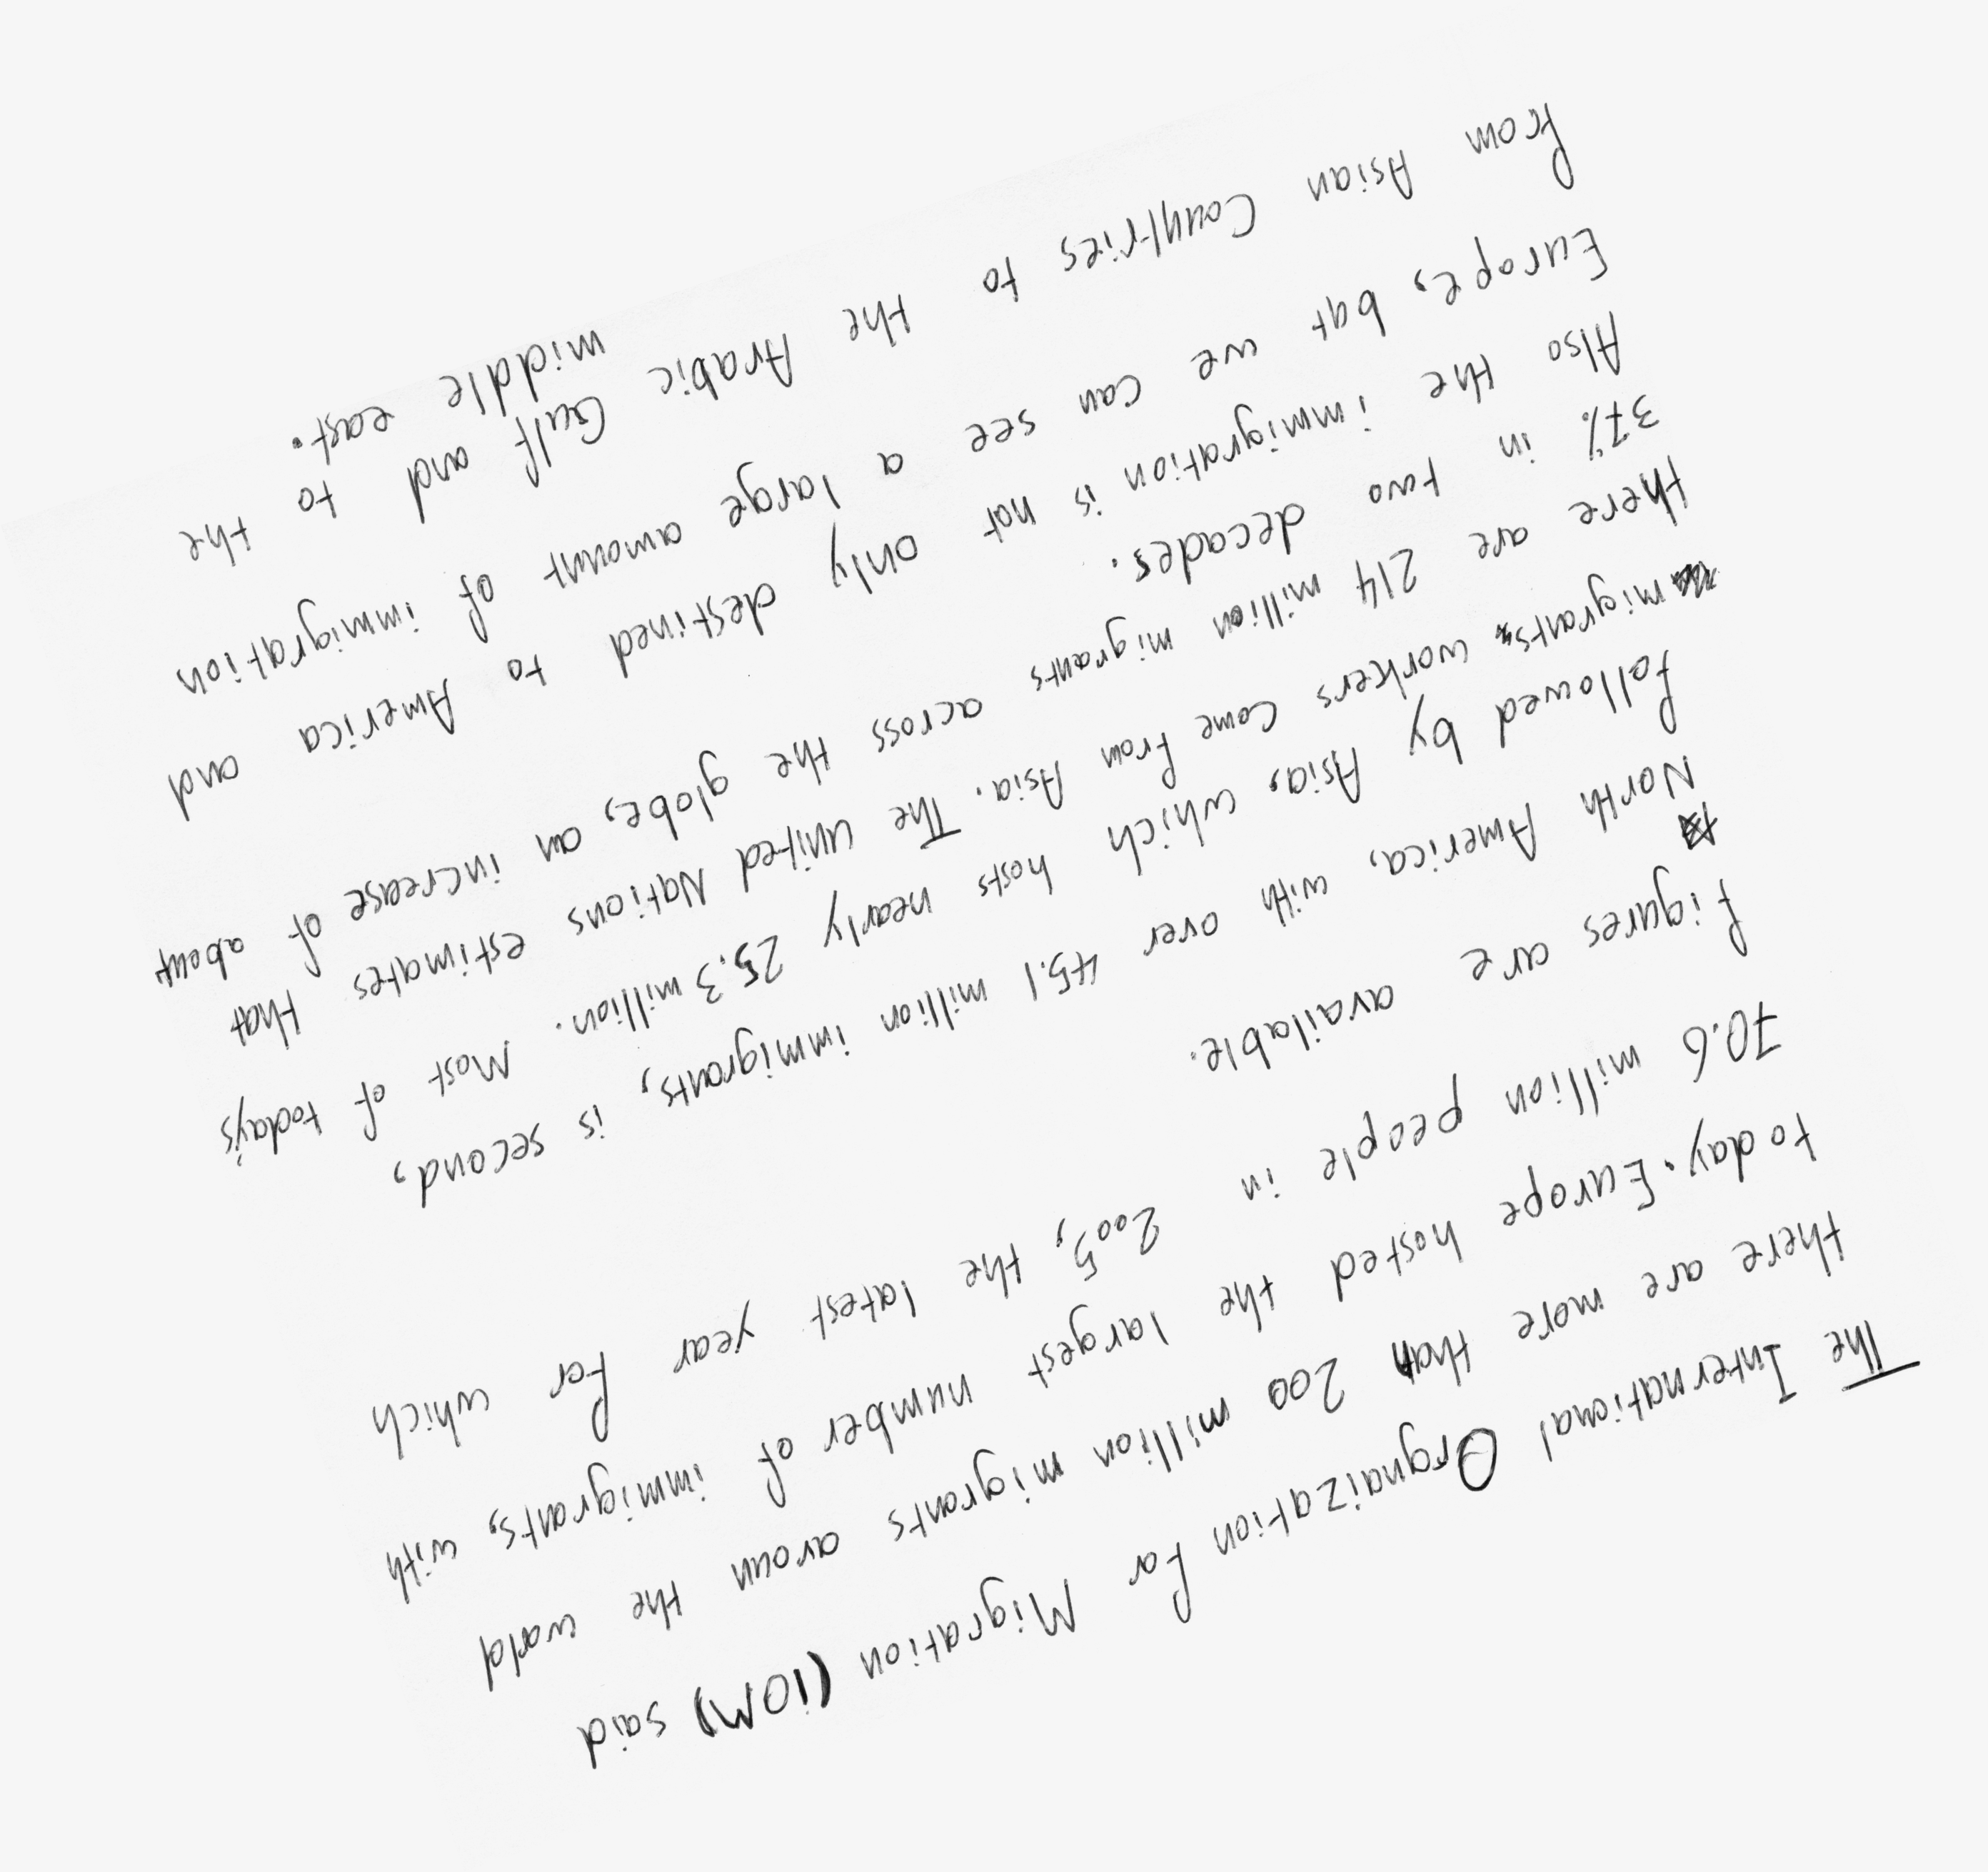 The International Orgnaization for Migration (iOM) said
there are more than 200 million migrants aroun the world
today. Europe hosted the largest number of immigrants, with
70.6 million people in 2005, the latest year for which
figures are available.
North America, with over 45.1 million immigrants, is second,
followed by Asia, which hosts nearly 25.3 million. Most of today's
migrants workers come from Asia. The united Nations estimates that
there are 214 million migrants across the globe, an increase of about
37% in two decades.
Also the immigration is not only destined to America and
Europe, but we can see a large amount of immigration
from Asian Countries to the Arabic Gulf and to the
middle east.